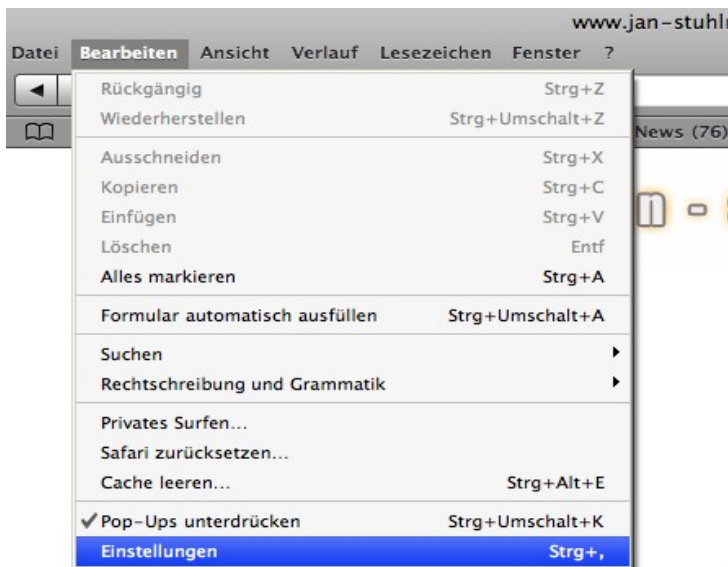 www.jan-stuhl
Datei Bearbeiten Ansicht Verlauf Lesezeichen Fenster ?
Rückgängig Strg+Z
Wiederherstellen Strg+Umschalt+Z
News (76)
Ausschneiden Strg+X
Kopieren Strg+C
Einfügen Strg+V
Löschen Entf
Alles markieren Strg+A
Formular automatisch ausfüllen Strg+Umschalt+A
Suchen
Rechtschreibung und Grammatik
Privates Surfen...
Safari zurücksetzen...
Cache leeren... Strg+Alt+E
Pop-Ups unterdrücken Strg+Umschalt+K
Einstellungen Strg+,